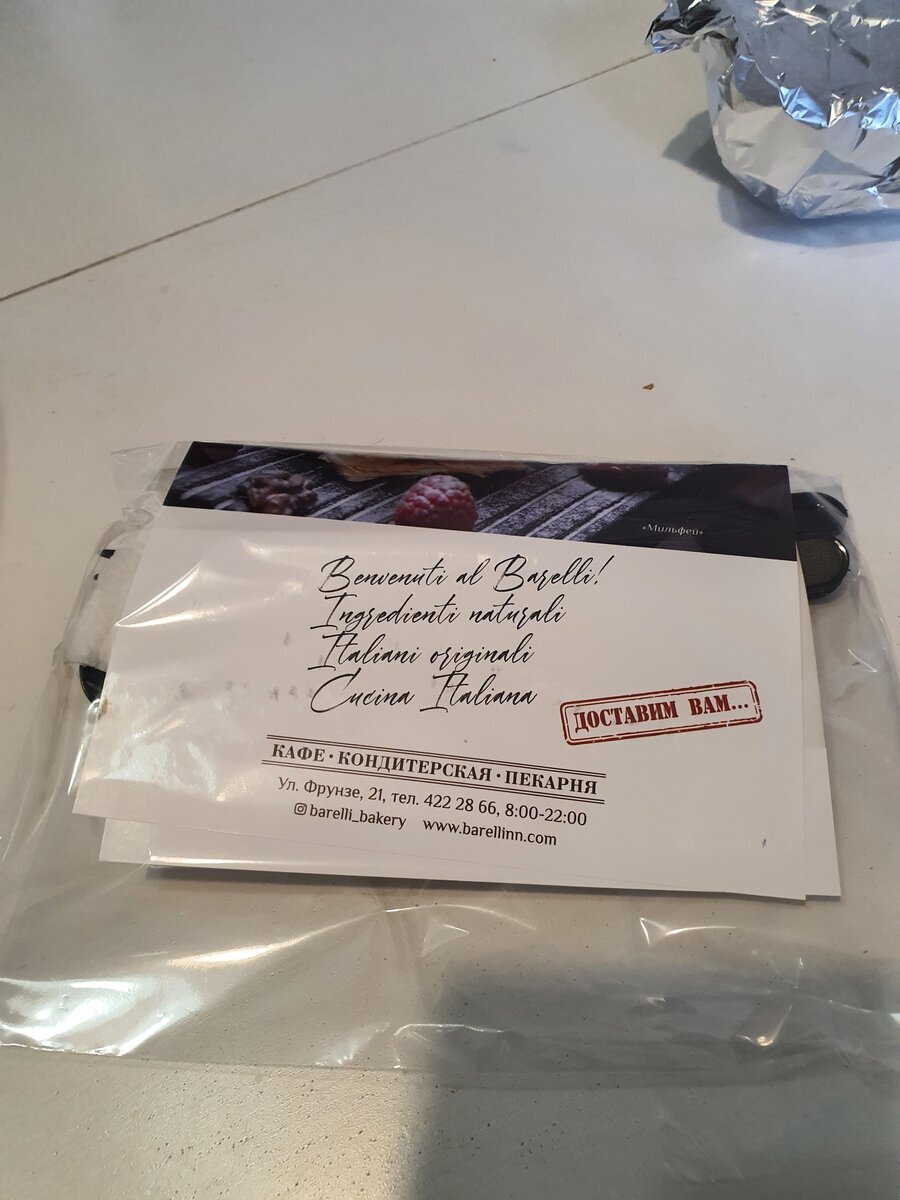 «Мильфей»
Benvenuti al Barelli!
Ingredienti naturali
Italiani originali
Cucina Italiana
ДОСТАВИМ ВАМ...
КАФЕ · КОНДИТЕРСКАЯ · ПЕКАРНЯ
Ул. Фрунзе, 21, тел. 422 28 66, 8:00-22:00
barelli_bakery www.barellinn.com